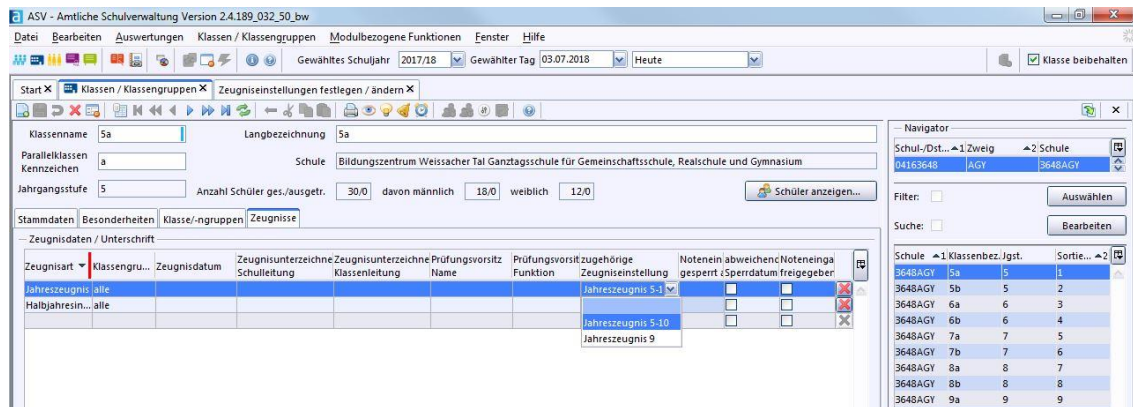 ASV - Amtliche Schulverwaltung Version 2.4.189_032_50_bw
Datei Bearbeiten Auswertungen Klassen / Klassengruppen Modulbezogene Funktionen Fenster Hilfe
Gewähltes Schuljahr 2017/18 Gewählter Tag 03.07.2018 Heute Klasse beibehalten
Start X Klassen / Klassengruppen X Zeugniseinstellungen festlegen / ändern X
Klassenname 5a Langbezeichnung 5a
Parallelklassen Kennzeichen a Schule Bildungszentrum Weissacher Tal Ganztagsschule für Gemeinschaftsschule, Realschule und Gymnasium
Jahrgangsstufe 5 Anzahl Schüler ges./ausgetr. 30/0 davon männlich 18/0 weiblich 12/0 Schüler anzeigen...
Stammdaten Besonderheiten Klasse/-ngruppen Zeugnisse
Zeugnisdaten / Unterschrift
Zeugnisart Klassengru... Zeugnisdatum Zeugnisunterzeichne Schulleitung Zeugnisunterzeichne Klassenleitung Prüfungsvorsitz Name Prüfungsvorsit Funktion zugehörige Zeugniseinstellung Notenein gesperrt abweichend Sperrdatum Noteneinga freigegeben
Jahreszeugnis alle Jahreszeugnis 5-1
Halbjahresin... alle
Jahreszeugnis 5-10
Jahreszeugnis 9
Navigator
Schul-/Dst... 1 Zweig 2 Schule
04163648 AGY 3648AGY
Filter: Auswählen
Suche: Bearbeiten
Schule 1 Klassenbez. Jgst. Sortie... 2
3648AGY 5a 5 1
3648AGY 5b 5 2
3648AGY 6a 6 3
3648AGY 6b 6 4
3648AGY 7a 7 5
3648AGY 7b 7 6
3648AGY 8a 8 7
3648AGY 8b 8 8
3648AGY 9a 9 9